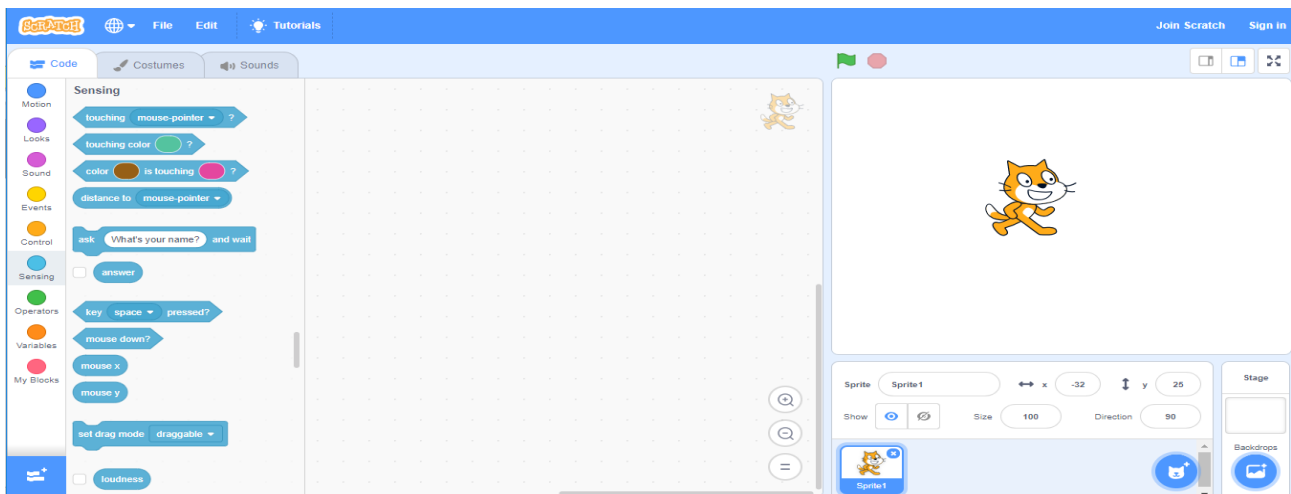 SCRATCH File Edit Tutorials Join Scratch Sign in
Code Costumes Sounds
Motion
Looks
Sound
Events
Control
Sensing
Operators
Variables
My Blocks
Sensing
touching mouse-pointer ?
touching color ?
color is touching ?
distance to mouse-pointer
ask What's your name? and wait
answer
key space pressed?
mouse down?
mouse x
mouse y
set drag mode draggable
loudness
Sprite Sprite1 x -32 y 25
Show Size 100 Direction 90
Sprite1
Stage
Backdrops